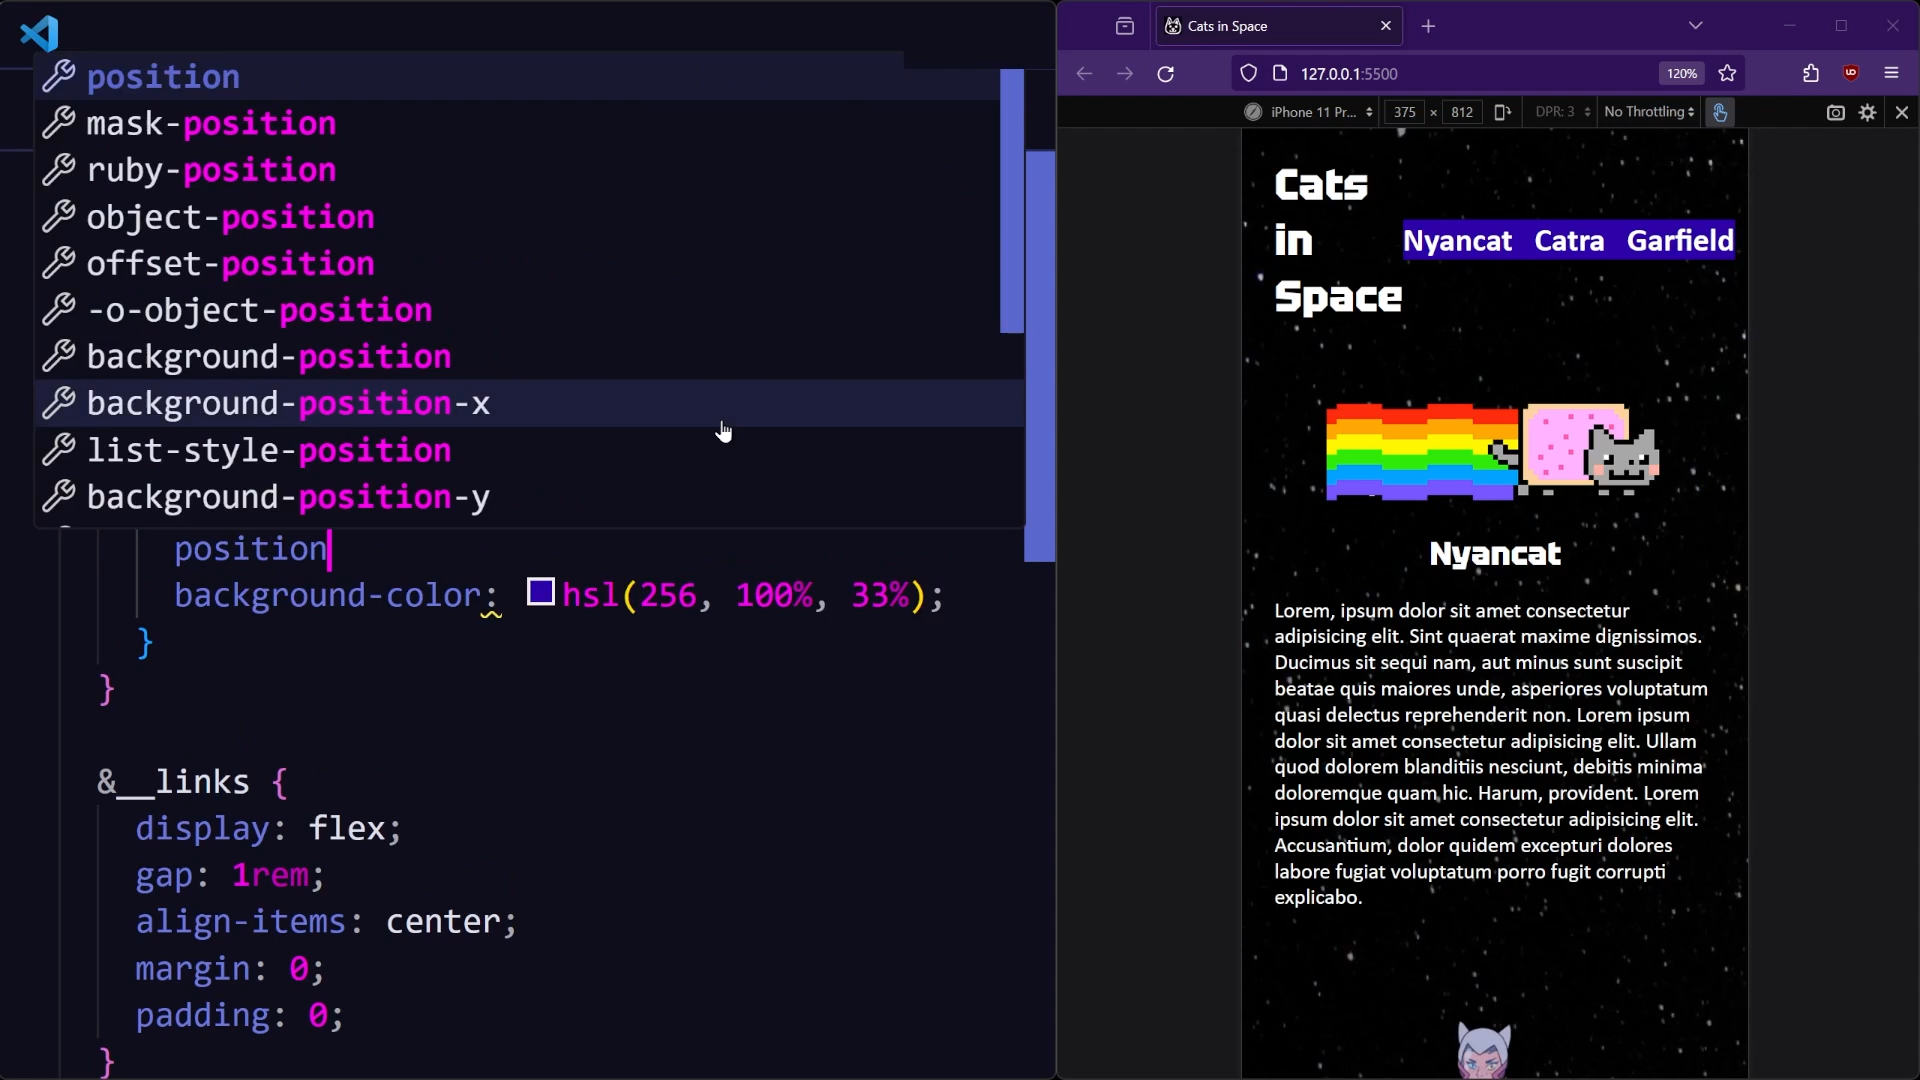 position
mask-position
ruby-position
object-position
offset-position
-o-object-position
background-position
background-position-x
list-style-position
background-position-y
position
background-color: hsl(256, 100%, 33%);
}
}
&__links {
display: flex;
gap: 1rem;
align-items: center;
margin: 0;
padding: 0;
}
Cats in Space
127.0.0.1:5500
120%
iPhone 11 Pr...
375 × 812
DPR: 3
No Throttling
Cats
in
Space
Nyancat Catra Garfield
Nyancat
Lorem, ipsum dolor sit amet consectetur
adipisicing elit. Sint quaerat maxime dignissimos.
Ducimus sit sequi nam, aut minus sunt suscipit
beatae quis maiores unde, asperiores voluptatum
quasi delectus reprehenderit non. Lorem ipsum
dolor sit amet consectetur adipisicing elit. Ullam
quod dolorem blanditiis nesciunt, debitis minima
doloremque quam hic. Harum, provident. Lorem
ipsum dolor sit amet consectetur adipisicing elit.
Accusantium, dolor quidem excepturi dolores
labore fugiat voluptatum porro fugit corrupti
explicabo.